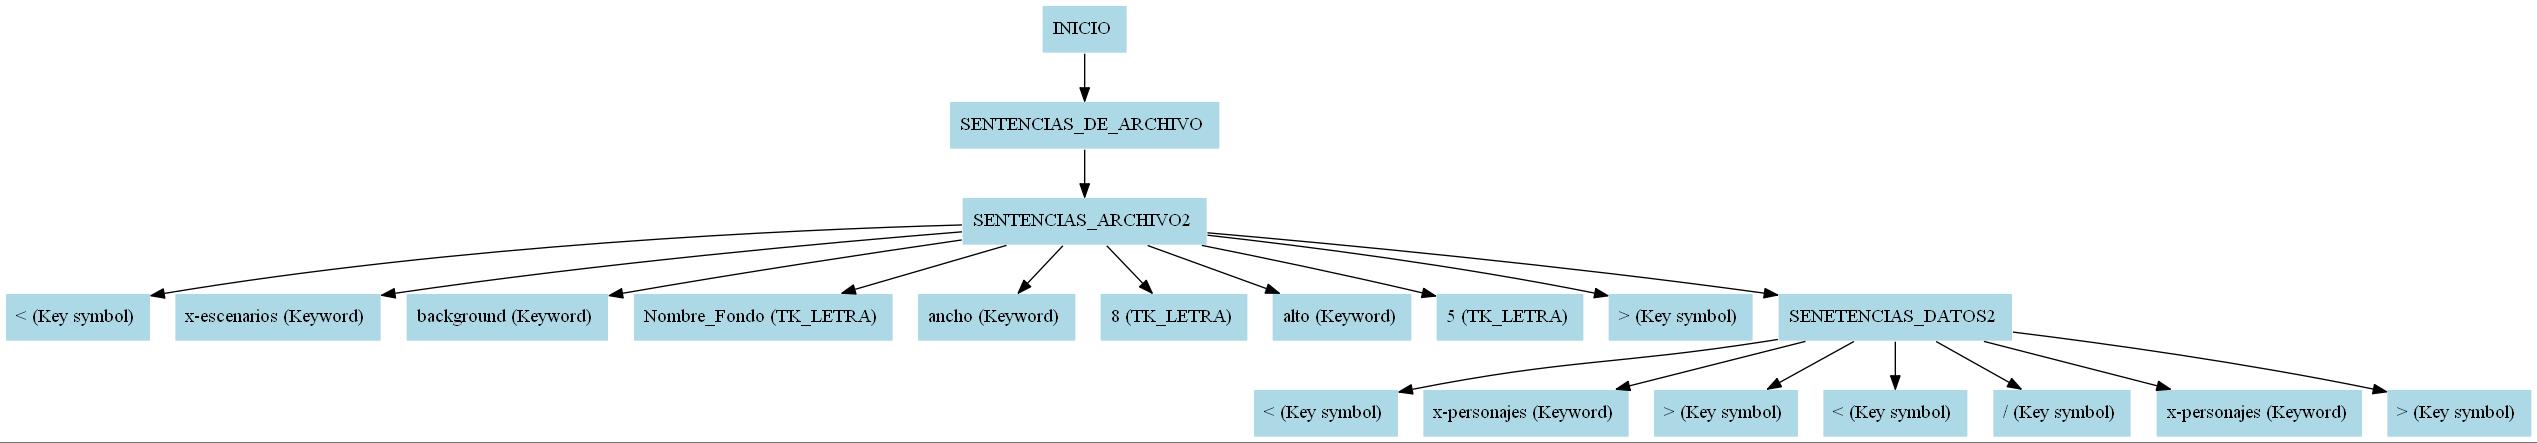 INICIO
SENTENCIAS_DE_ARCHIVO
SENTENCIAS_ARCHIVO2
< (Key symbol)
x-escenarios (Keyword)
background (Keyword)
Nombre_Fondo (TK_LETRA)
ancho (Keyword)
8 (TK_LETRA)
alto (Keyword)
5 (TK_LETRA)
> (Key symbol)
SENETENCIAS_DATOS2
< (Key symbol)
x-personajes (Keyword)
> (Key symbol)
< (Key symbol)
/ (Key symbol)
x-personajes (Keyword)
> (Key symbol)